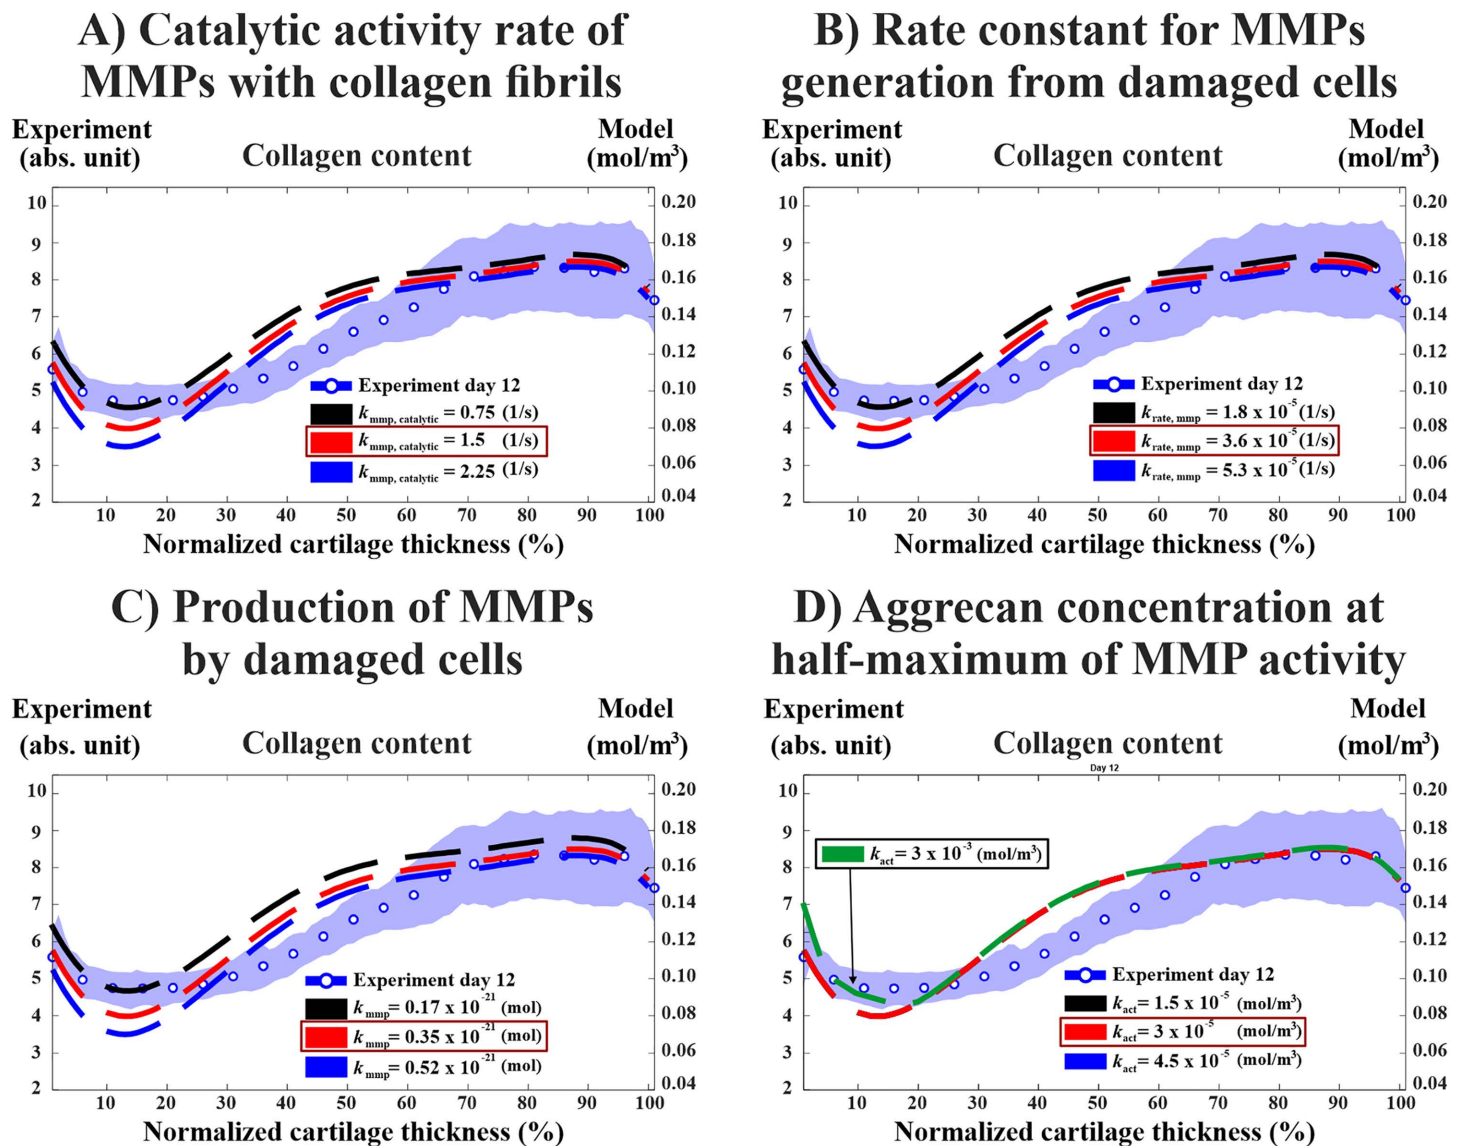 A) Catalytic activity rate of
MMPs with collagen fibrils
Experiment
(abs. unit)
Collagen content
Model
(mol/m³)
10
9
8
7
6
5
4
3
2
0.20
0.18
0.16
0.14
0.12
0.10
0.08
0.06
0.04
Experiment day 12
k mmp, catalytic = 0.75 (1/s)
k mmp, catalytic = 1.5 (1/s)
k mmp, catalytic = 2.25 (1/s)
10 20 30 40 50 60 70 80 90 100
Normalized cartilage thickness (%)
B) Rate constant for MMPs
generation from damaged cells
Experiment
(abs. unit)
Collagen content
Model
(mol/m³)
10
9
8
7
6
5
4
3
2
0.20
0.18
0.16
0.14
0.12
0.10
0.08
0.06
0.04
Experiment day 12
k rate, mmp = 1.8 x 10⁻⁵ (1/s)
k rate, mmp = 3.6 x 10⁻⁵ (1/s)
k rate, mmp = 5.3 x 10⁻⁵ (1/s)
10 20 30 40 50 60 70 80 90 100
Normalized cartilage thickness (%)
C) Production of MMPs
by damaged cells
Experiment
(abs. unit)
Collagen content
Model
(mol/m³)
10
9
8
7
6
5
4
3
2
0.20
0.18
0.16
0.14
0.12
0.10
0.08
0.06
0.04
Experiment day 12
k mmp = 0.17 x 10⁻²¹ (mol)
k mmp = 0.35 x 10⁻²¹ (mol)
k mmp = 0.52 x 10⁻²¹ (mol)
10 20 30 40 50 60 70 80 90 100
Normalized cartilage thickness (%)
D) Aggrecan concentration at
half-maximum of MMP activity
Experiment
(abs. unit)
Collagen content
Model
(mol/m³)
Day 12
10
9
8
7
6
5
4
3
2
0.20
0.18
0.16
0.14
0.12
0.10
0.08
0.06
0.04
k act = 3 x 10⁻³ (mol/m³)
Experiment day 12
k act = 1.5 x 10⁻⁵ (mol/m³)
k act = 3 x 10⁻⁵ (mol/m³)
k act = 4.5 x 10⁻⁵ (mol/m³)
10 20 30 40 50 60 70 80 90 100
Normalized cartilage thickness (%)